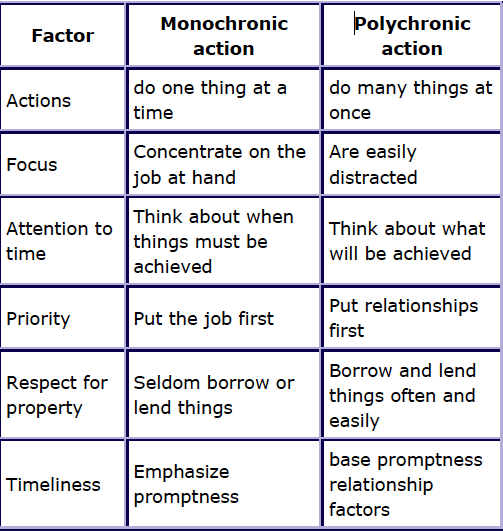 Factor
Monochronic
action
Polychronic
action
Actions
do one thing at a
time
do many things at
once
Focus
Concentrate on the
job at hand
Are easily
distracted
Attention to
time
Think about when
things must be
achieved
Think about what
will be achieved
Priority
Put the job first
Put relationships
first
Respect for
property
Seldom borrow or
lend things
Borrow and lend
things often and
easily
Timeliness
Emphasize
promptness
base promptness
relationship
factors